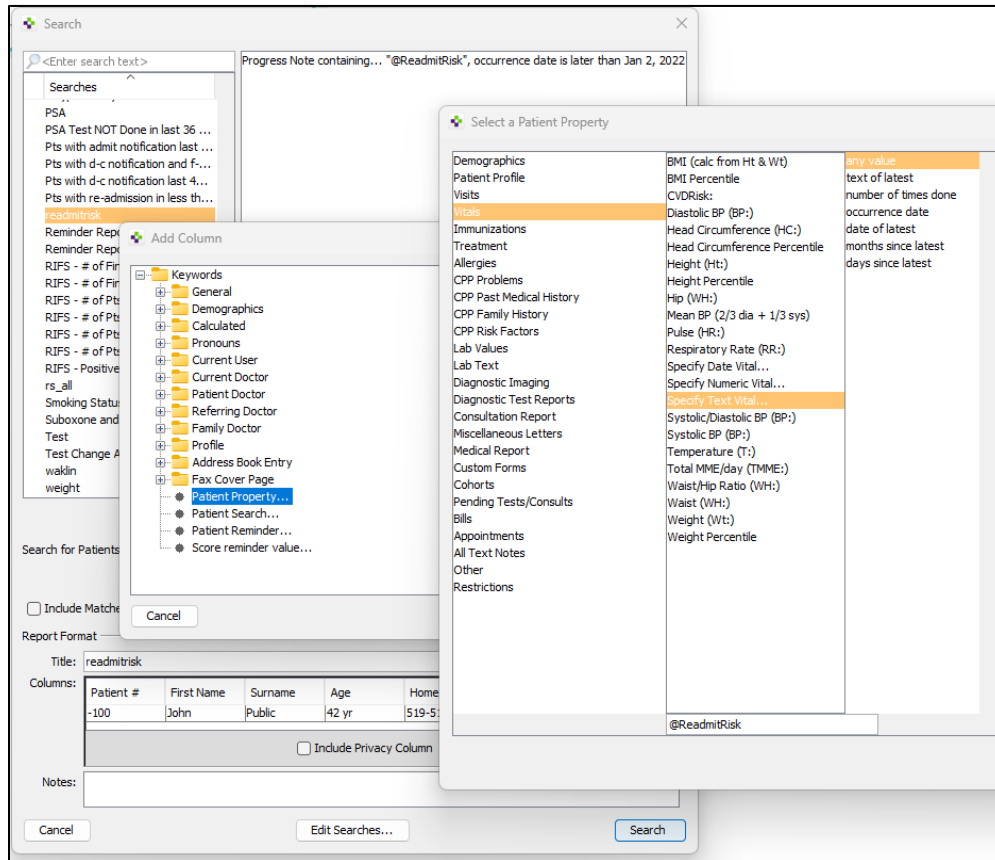 Search
<Enter search text>
Searches
PSA
PSA Test NOT Done in last 36 ...
Pts with admit notification last ...
Pts with d-c notification and f-...
Pts with d-c notification last 4...
Pts with re-admission in less th...
readmitrisk
Reminder Repo
Reminder Repo
RIFS - # of Fir
RIFS - # of Fir
RIFS - # of Pts
RIFS - # of Pts
RIFS - # of Pts
RIFS - Positive
rs_all
Smoking Statu
Suboxone and
Test
Test Change A
waklin
weight
Progress Note containing... "@ReadmitRisk", occurrence date is later than Jan 2, 2022
Search for Patients
Include Matche
Report Format
Title: readmitrisk
Columns:
Patient # First Name Surname Age Home
-100 John Public 42 yr 519-5
Include Privacy Column
Notes:
Cancel Edit Searches... Search
Add Column
Keywords
General
Demographics
Calculated
Pronouns
Current User
Current Doctor
Patient Doctor
Referring Doctor
Family Doctor
Profile
Address Book Entry
Fax Cover Page
Patient Property...
Patient Search...
Patient Reminder...
Score reminder value...
Cancel
Select a Patient Property
Demographics
Patient Profile
Visits
Vitals
Immunizations
Treatment
Allergies
CPP Problems
CPP Past Medical History
CPP Family History
CPP Risk Factors
Lab Values
Lab Text
Diagnostic Imaging
Diagnostic Test Reports
Consultation Report
Miscellaneous Letters
Medical Report
Custom Forms
Cohorts
Pending Tests/Consults
Bills
Appointments
All Text Notes
Other
Restrictions
BMI (calc from Ht & Wt)
BMI Percentile
CVDRisk:
Diastolic BP (BP:)
Head Circumference (HC:)
Head Circumference Percentile
Height (Ht:)
Height Percentile
Hip (WH:)
Mean BP (2/3 dia + 1/3 sys)
Pulse (HR:)
Respiratory Rate (RR:)
Specify Date Vital...
Specify Numeric Vital...
Specify Text Vital...
Systolic/Diastolic BP (BP:)
Systolic BP (BP:)
Temperature (T:)
Total MME/day (TMME:)
Waist/Hip Ratio (WH:)
Waist (WH:)
Weight (Wt:)
Weight Percentile
any value
text of latest
number of times done
occurrence date
date of latest
months since latest
days since latest
@ReadmitRisk